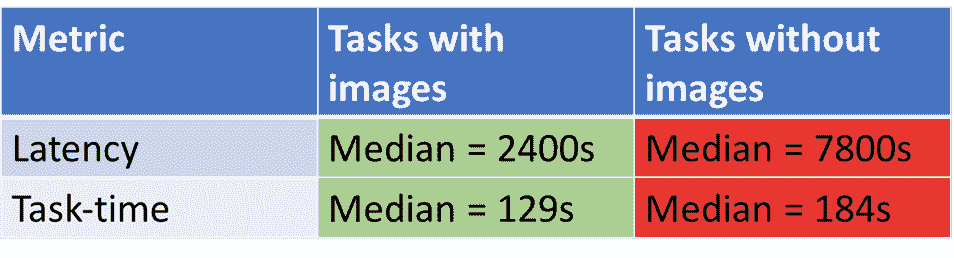 Metric
Tasks with
images
Tasks without
images
Latency
Median = 2400s
Median = 7800s
Task-time
Median = 129s
Median = 184s